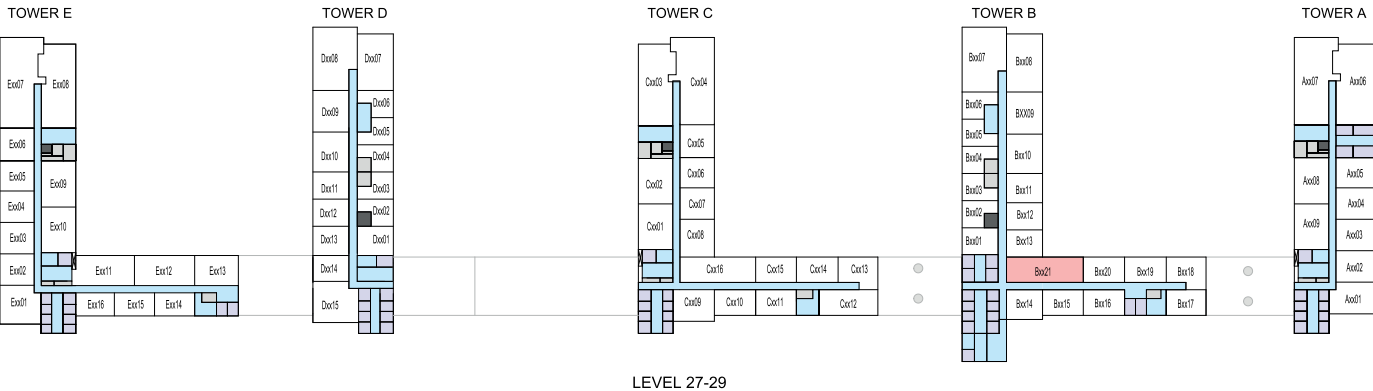 TOWER E
TOWER D
TOWER C
TOWER B
TOWER A
Exx07
Exx08
Exx06
Exx05
Exx09
Exx04
Exx10
Exx03
Exx02
Exx11
Exx12
Exx13
Exx01
Exx16
Exx15
Exx14
Dxx08
Dxx07
Dxx09
Dxx06
Dxx05
Dxx10
Dxx04
Dxx11
Dxx03
Dxx12
Dxx02
Dxx13
Dxx01
Dxx14
Dxx15
Cxx03
Cxx04
Cxx05
Cxx02
Cxx06
Cxx07
Cxx01
Cxx08
Cxx16
Cxx15
Cxx14
Cxx13
Cxx09
Cxx10
Cxx11
Cxx12
Bxx07
Bxx08
Bxx06
BXX09
Bxx05
Bxx04
Bxx10
Bxx03
Bxx11
Bxx02
Bxx12
Bxx01
Bxx13
Bxx21
Bxx20
Bxx19
Bxx18
Bxx14
Bxx15
Bxx16
Bxx17
Axx07
Axx06
Axx08
Axx05
Axx04
Axx09
Axx03
Axx02
Axx01
LEVEL 27-29